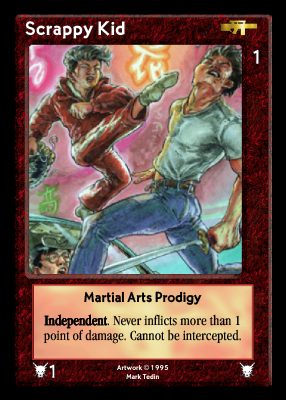 Scrappy Kid
1
Martial Arts Prodigy
Independent. Never inflicts more than 1
point of damage. Cannot be intercepted.
1
Artwork © 1995
Mark Tedin